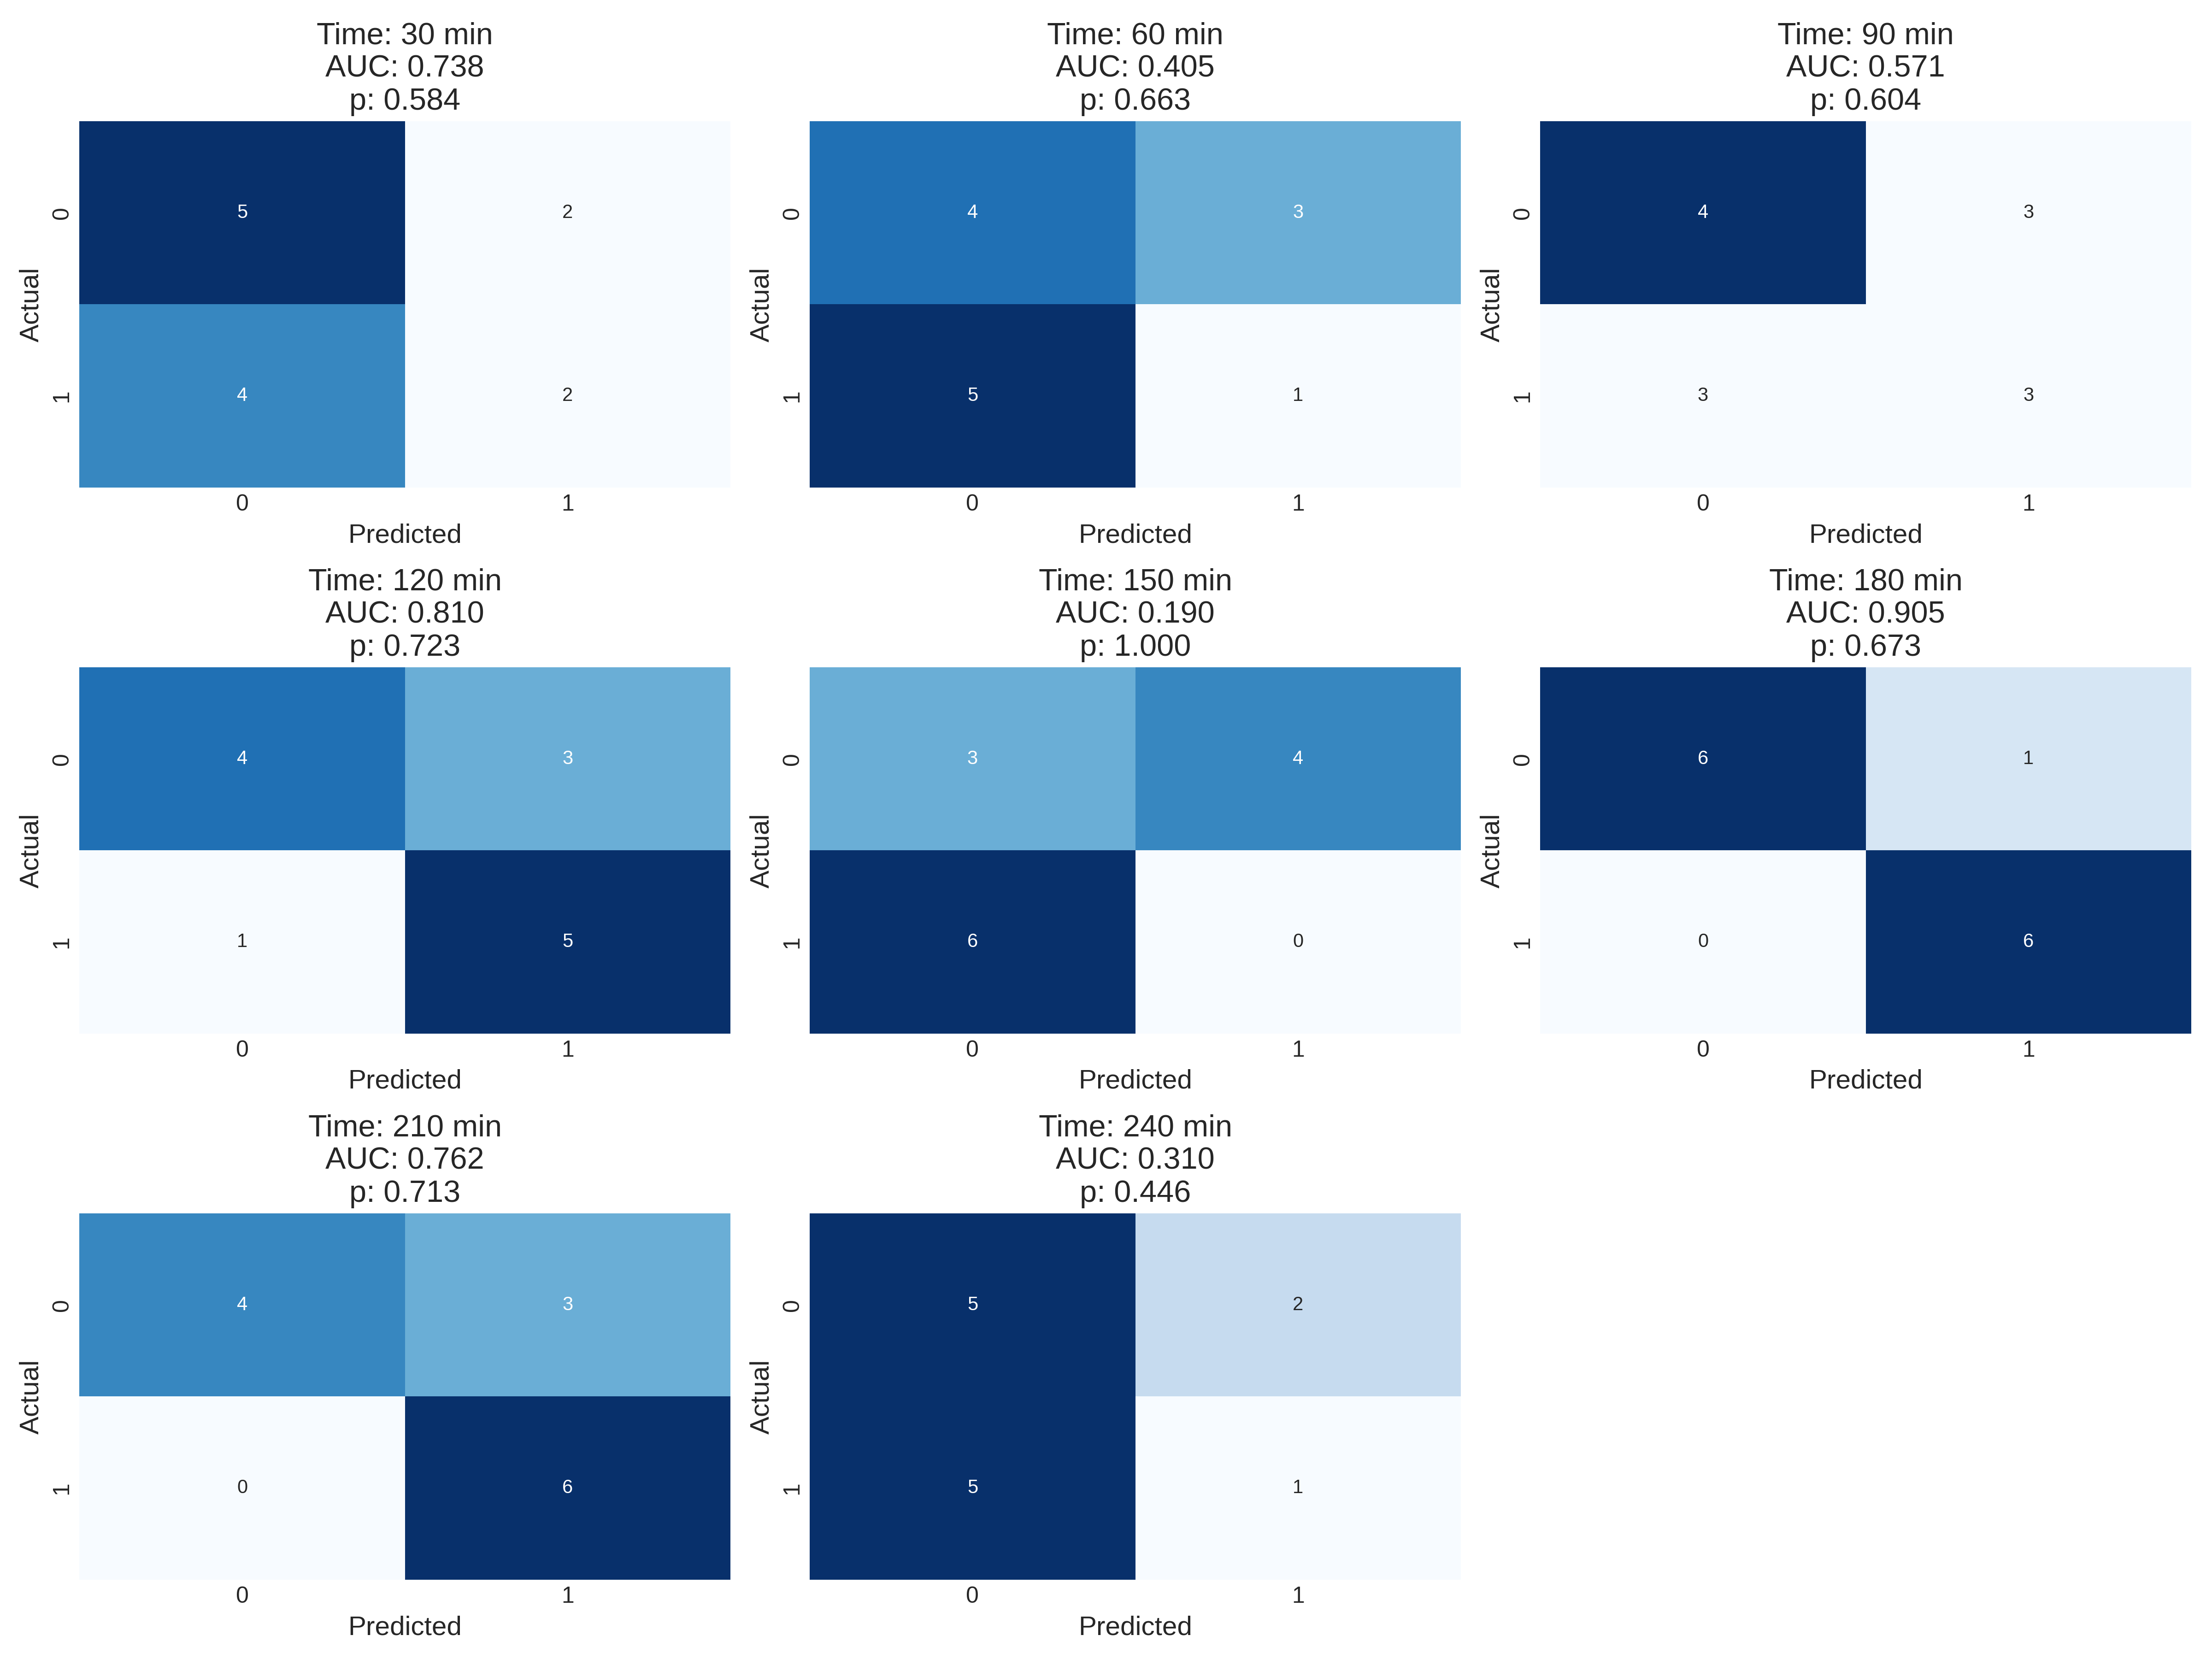 Time: 30 min
AUC: 0.738
p: 0.584
0
5
2
Actual
1
4
2
0
1
Predicted
Time: 60 min
AUC: 0.405
p: 0.663
0
4
3
Actual
1
5
1
0
1
Predicted
Time: 90 min
AUC: 0.571
p: 0.604
0
4
3
Actual
1
3
3
0
1
Predicted
Time: 120 min
AUC: 0.810
p: 0.723
0
4
3
Actual
1
1
5
0
1
Predicted
Time: 150 min
AUC: 0.190
p: 1.000
0
3
4
Actual
1
6
0
0
1
Predicted
Time: 180 min
AUC: 0.905
p: 0.673
0
6
1
Actual
1
0
6
0
1
Predicted
Time: 210 min
AUC: 0.762
p: 0.713
0
4
3
Actual
1
0
6
0
1
Predicted
Time: 240 min
AUC: 0.310
p: 0.446
0
5
2
Actual
1
5
1
0
1
Predicted